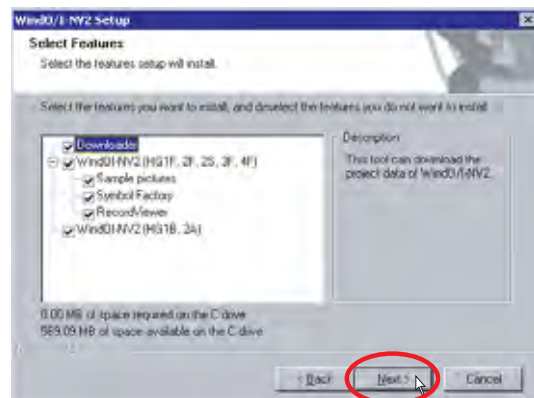 WindO/I-NV2 Setup
Select Features
Select the features setup will install.
Select the features you want to install, and deselect the features you do not want to install.
Downloader
WindO/I-NV2 (HG1F, 2F, 2S, 3F, 4F)
Sample pictures
Symbol Factory
RecordViewer
WindO/I-NV2 (HG1B, 2A)
Description
This tool can download the
project data of WindO/I-NV2.
0.00 MB of space required on the C drive
589.09 MB of space available on the C drive
< Back
Next >
Cancel